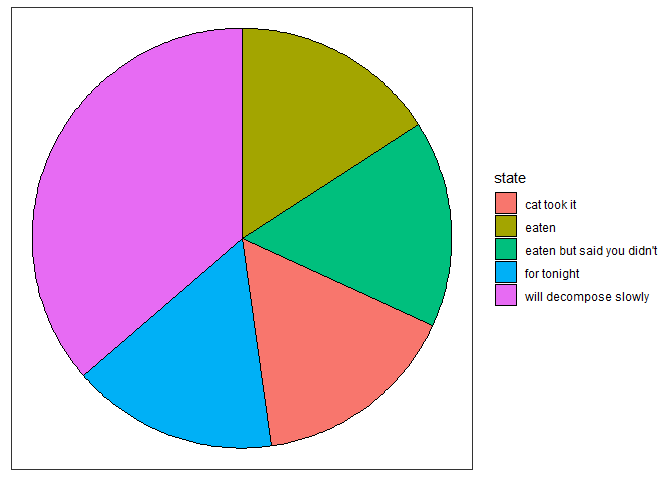 state
cat took it
eaten
eaten but said you didn't
for tonight
will decompose slowly